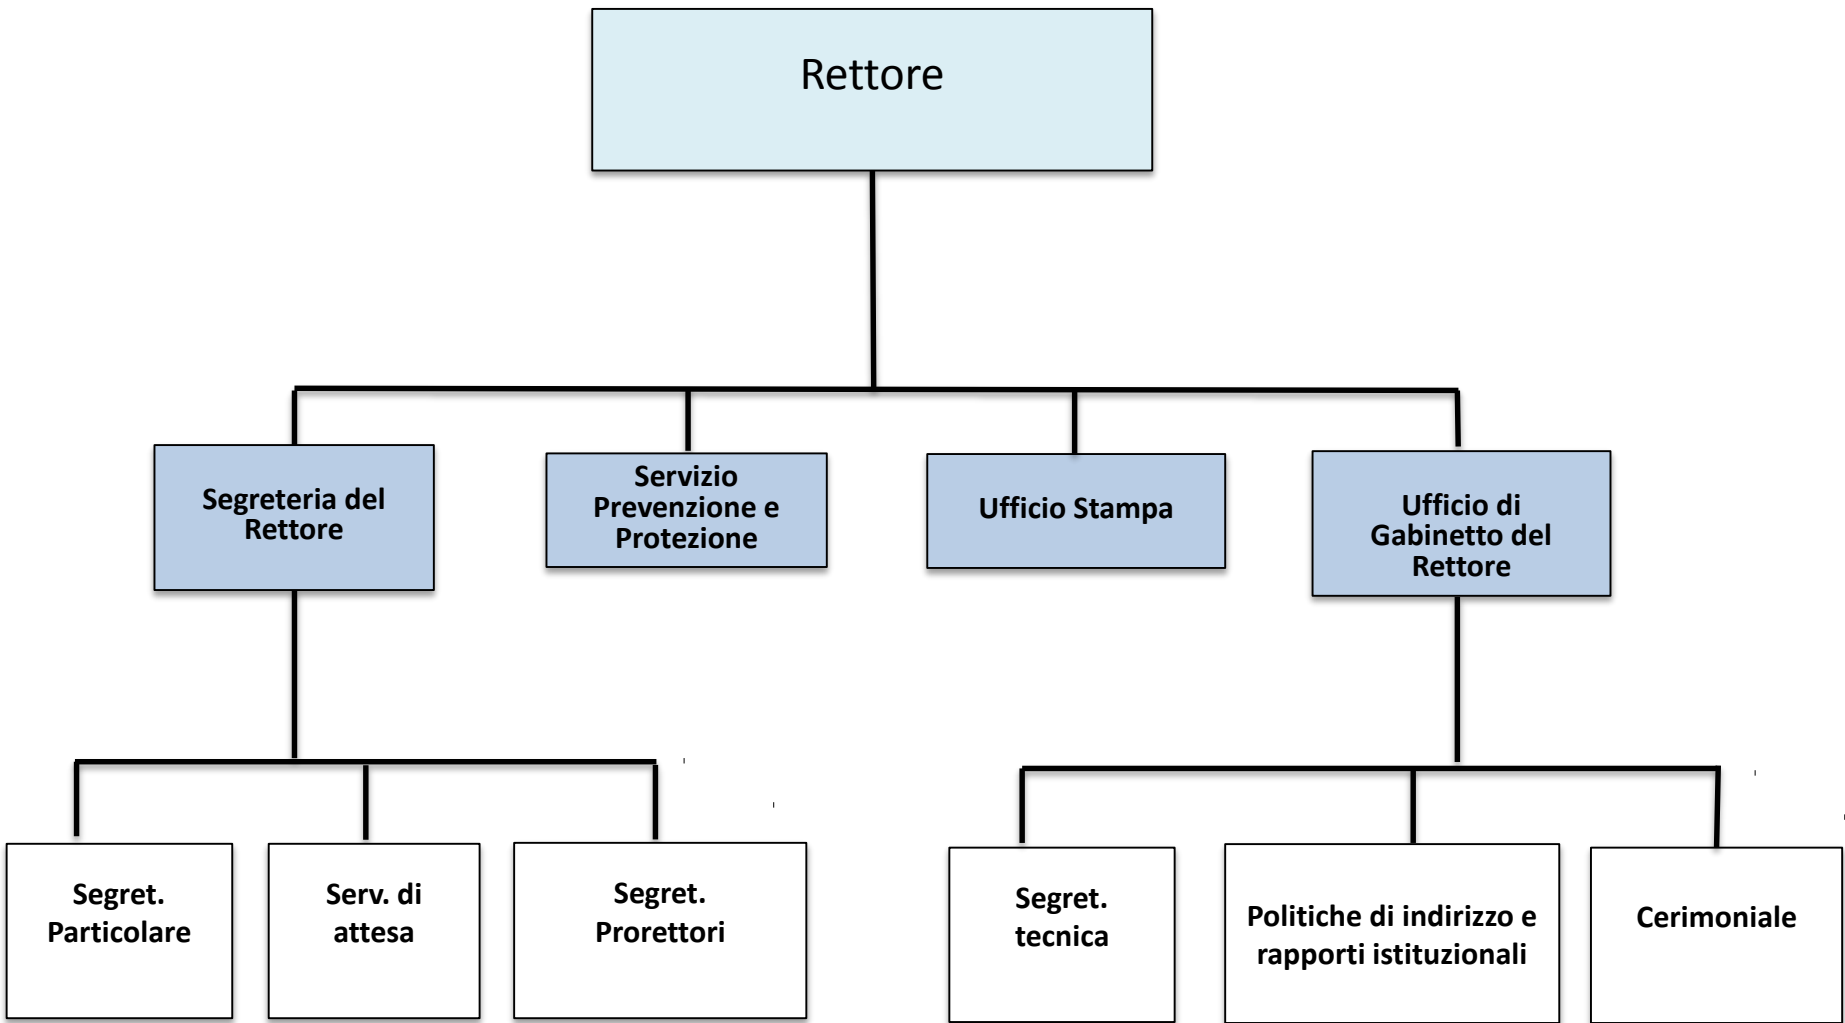 Rettore
Segreteria del
Rettore
Servizio
Prevenzione e
Protezione
Ufficio Stampa
Ufficio di
Gabinetto del
Rettore
Segret.
Particolare
Serv. di
attesa
Segret.
Prorettori
Segret.
tecnica
Politiche di indirizzo e
rapporti istituzionali
Cerimoniale